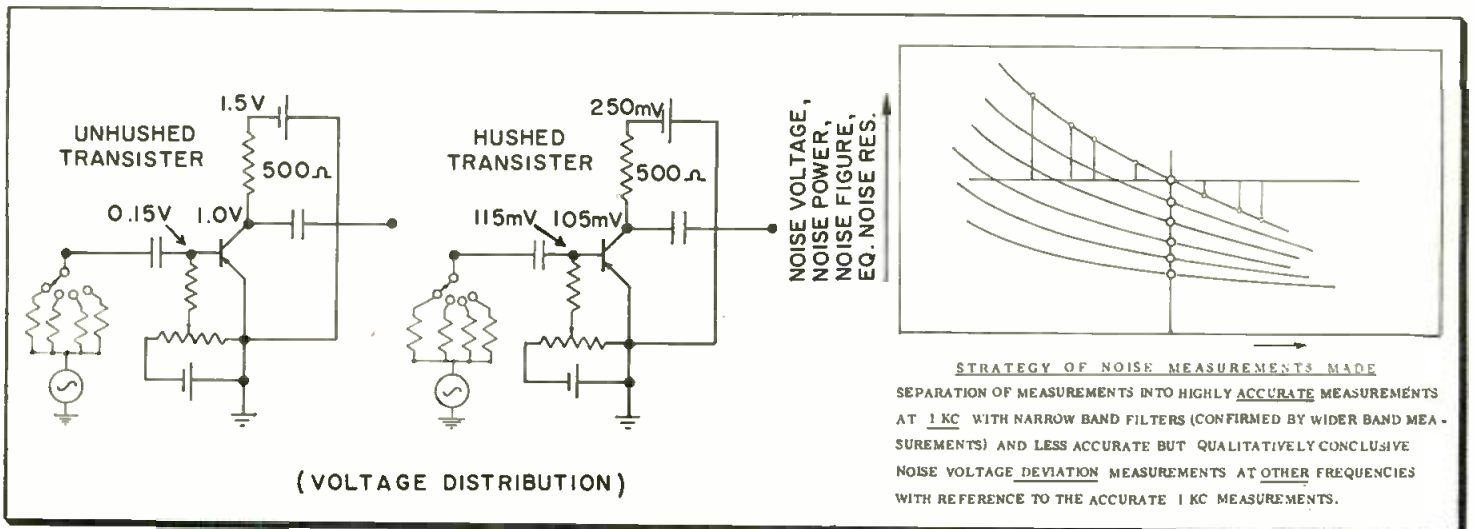 UNHUSHED
TRANSISTER
1.5V
500Ω
0.15V
1.0V
HUSHED
TRANSISTER
250mV
500Ω
115mV
105mV
(VOLTAGE DISTRIBUTION)
NOISE VOLTAGE,
NOISE POWER,
NOISE FIGURE,
EQ. NOISE RES.
STRATEGY OF NOISE MEASUREMENTS MADE
SEPARATION OF MEASUREMENTS INTO HIGHLY ACCURATE MEASUREMENTS
AT 1 KC WITH NARROW BAND FILTERS (CONFIRMED BY WIDER BAND MEA-
SUREMENTS) AND LESS ACCURATE BUT QUALITATIVELY CONCLUSIVE
NOISE VOLTAGE DEVIATION MEASUREMENTS AT OTHER FREQUENCIES
WITH REFERENCE TO THE ACCURATE 1 KC MEASUREMENTS.